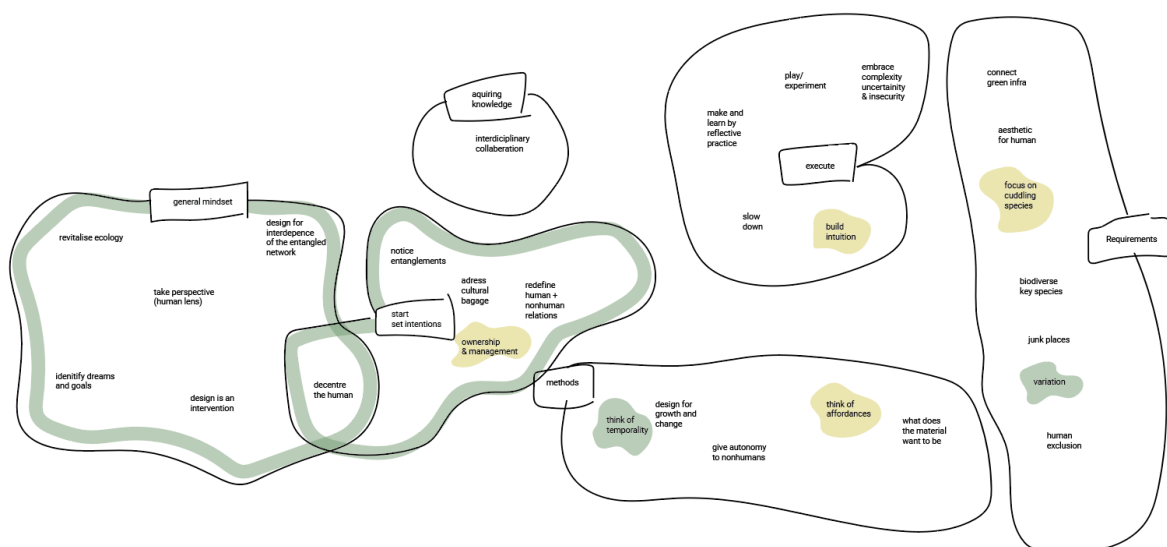 general mindset
revitalise ecology
design for
interdepence
of the entangled
network
take perspective
(human lens)
idenitify dreams
and goals
design is an
intervention
decentre
the human
aquiring
knowledge
interdiciplinary
collaberation
notice
entanglements
adress
cultural
bagage
redefine
human +
nonhuman
relations
start
set intentions
ownership
& management
play/
experiment
embrace
complexity
uncertainity
& insecurity
make and
learn by
reflective
practice
execute
slow
down
build
intuition
methods
think of
temporality
design for
growth and
change
give autonomy
to nonhumans
think of
affordances
what does
the material
want to be
connect
green infra
aesthetic
for human
focus on
cuddling
species
Requirements
biodiverse
key species
junk places
variation
human
exclusion